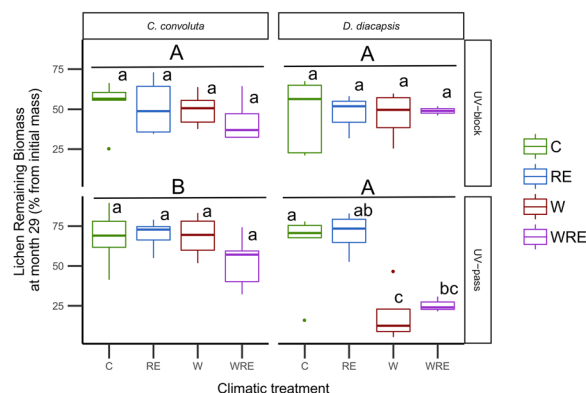 C. convoluta
D. diacapsis
A
A
a
a
a
a
a
a
a
a
75
50
25
UV-block
B
A
a
a
a
a
a
ab
c
bc
75
50
25
UV-pass
C
RE
W
WRE
C
RE
W
WRE
Climatic treatment
Lichen Remaining Biomass
at month 29 (% from initial mass)
C
RE
W
WRE